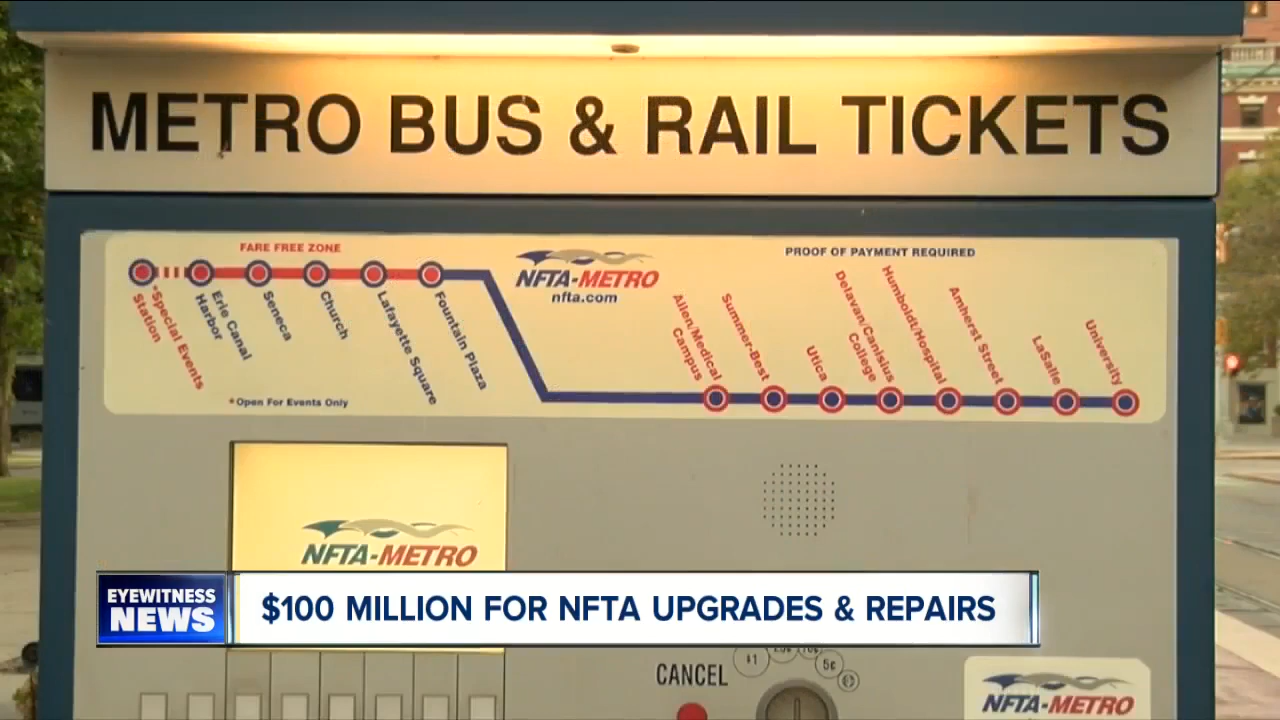 METRO BUS & RAIL TICKETS
FARE FREE ZONE
NFTA-METRO
nfta.com
PROOF OF PAYMENT REQUIRED
*Special Events
Station
Erie Canal
Harbor
Seneca
Church
Lafayette Square
Fountain Plaza
*Open For Events Only
Allen/Medical
Campus
Summer-Best
Utica
Delavan/Canisius
College
Humboldt/Hospital
Amherst Street
LaSalle
University
NFTA-METRO
EYEWITNESS
NEWS
$100 MILLION FOR NFTA UPGRADES & REPAIRS
CANCEL
$1
5¢
NFTA-METRO